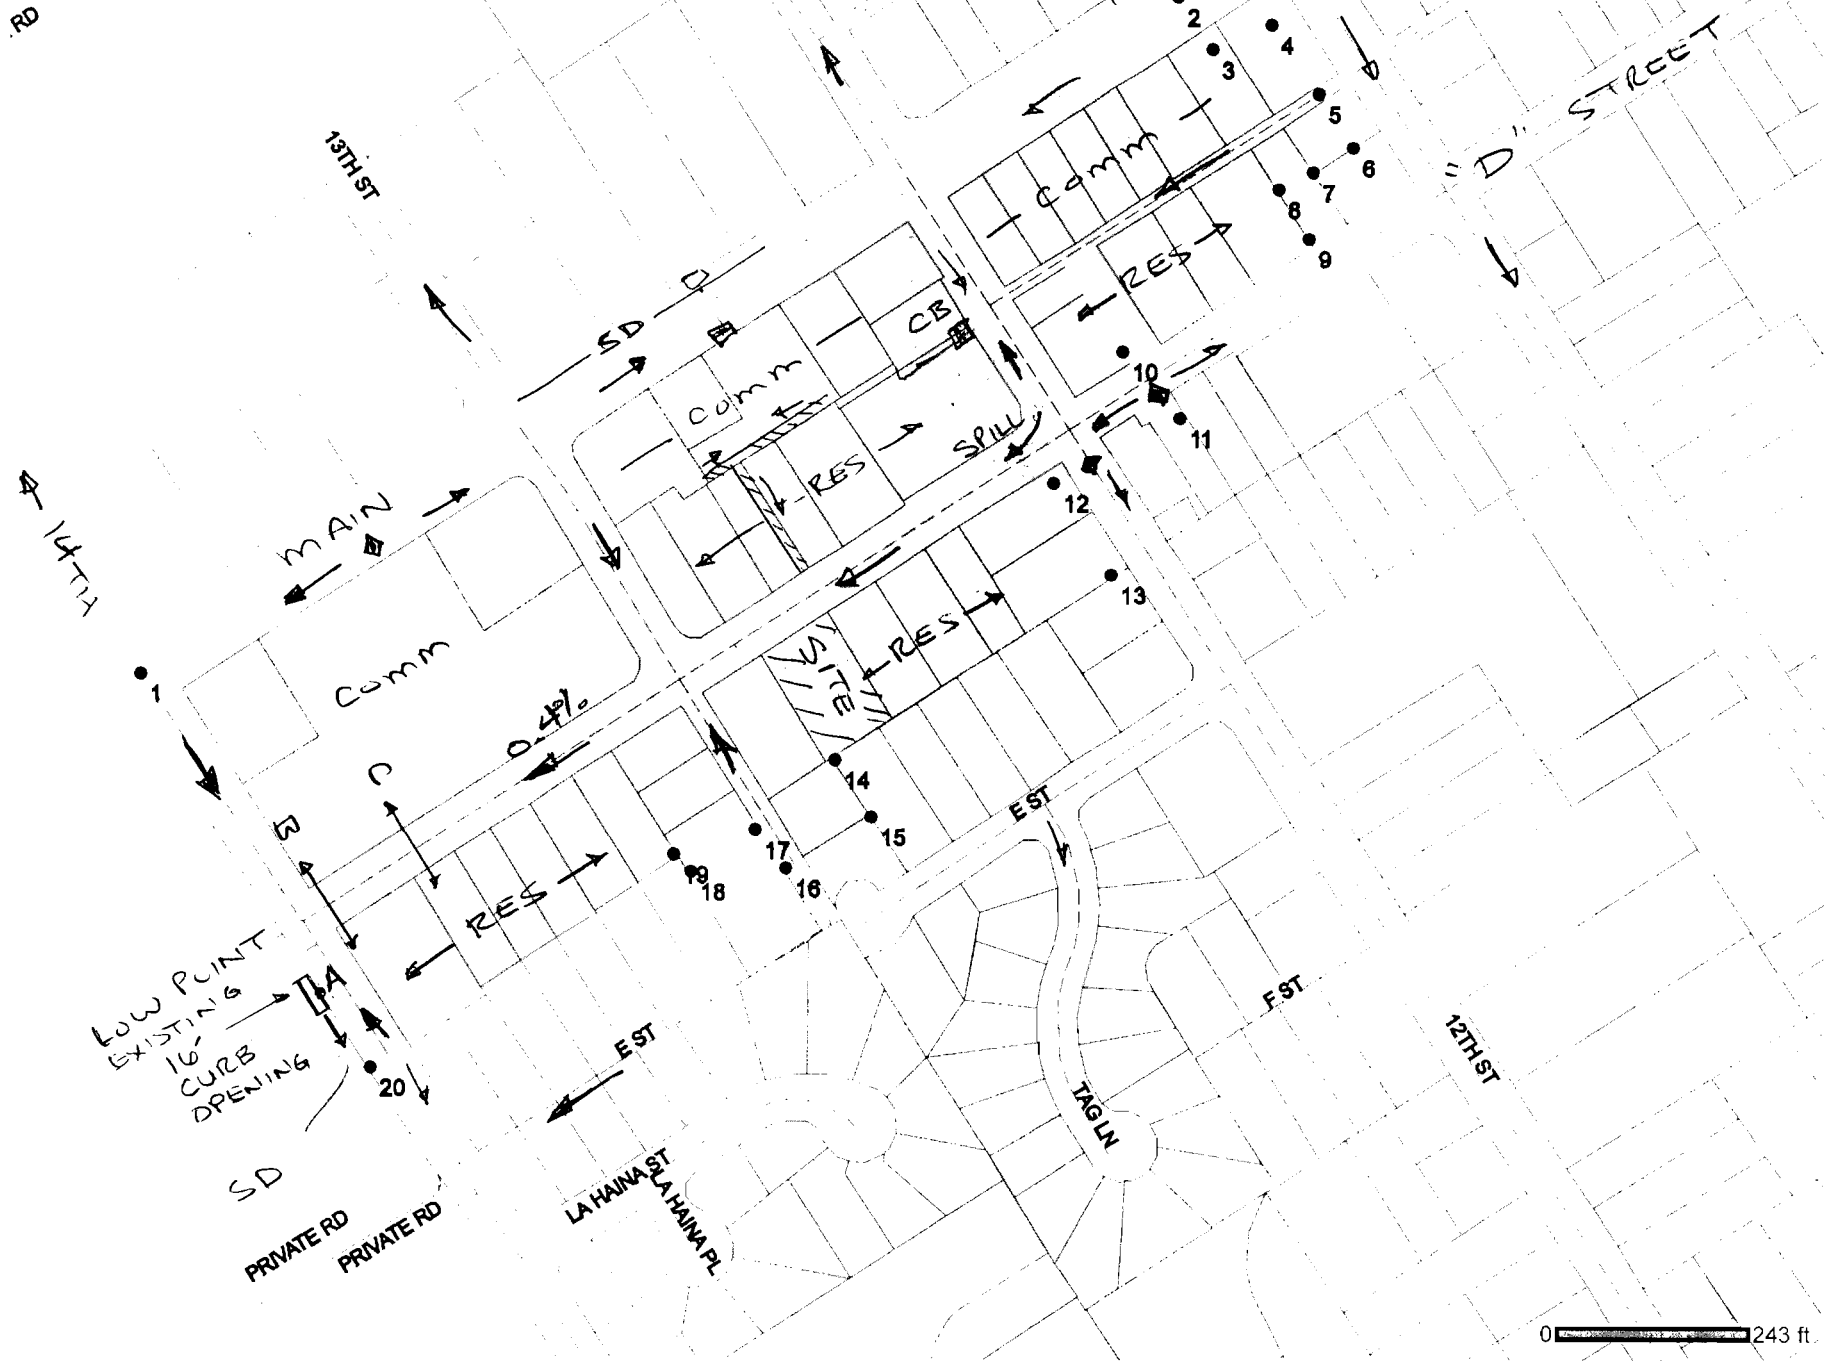 RD
2
4
3
5
6
7
8
9
13TH ST
"D" STREET
COMM
RES
SD
CB
COMM
10
11
SPILL
RES
12
13
14TH
MAIN
1
COMM
SITE
RES
0.4%
C
B
14
15
17
16
19
18
E ST
RES
LOW POINT
EXISTING
16'
CURB
OPENING
A
20
SD
E ST
F ST
12TH ST
TAG LN
LA HAINA ST
LA HAINA PL
PRIVATE RD
PRIVATE RD
0 243 ft